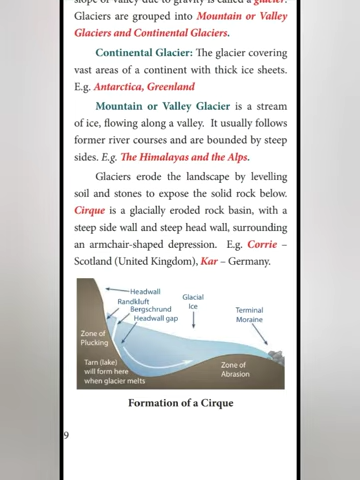 slope or valley due to gravity is called a glacier.
Glaciers are grouped into Mountain or Valley
Glaciers and Continental Glaciers.
Continental Glacier: The glacier covering
vast areas of a continent with thick ice sheets.
E.g. Antarctica, Greenland
Mountain or Valley Glacier is a stream
of ice, flowing along a valley. It usually follows
former river courses and are bounded by steep
sides. E.g. The Himalayas and the Alps.
Glaciers erode the landscape by levelling
soil and stones to expose the solid rock below.
Cirque is a glacially eroded rock basin, with a
steep side wall and steep head wall, surrounding
an armchair-shaped depression. E.g. Corrie –
Scotland (United Kingdom), Kar – Germany.
Headwall
Randkluft
Bergschrund
Headwall gap
Glacial
Ice
Terminal
Moraine
Zone of
Plucking
Tarn (lake)
will form here
when glacier melts
Zone of
Abrasion
Formation of a Cirque
9